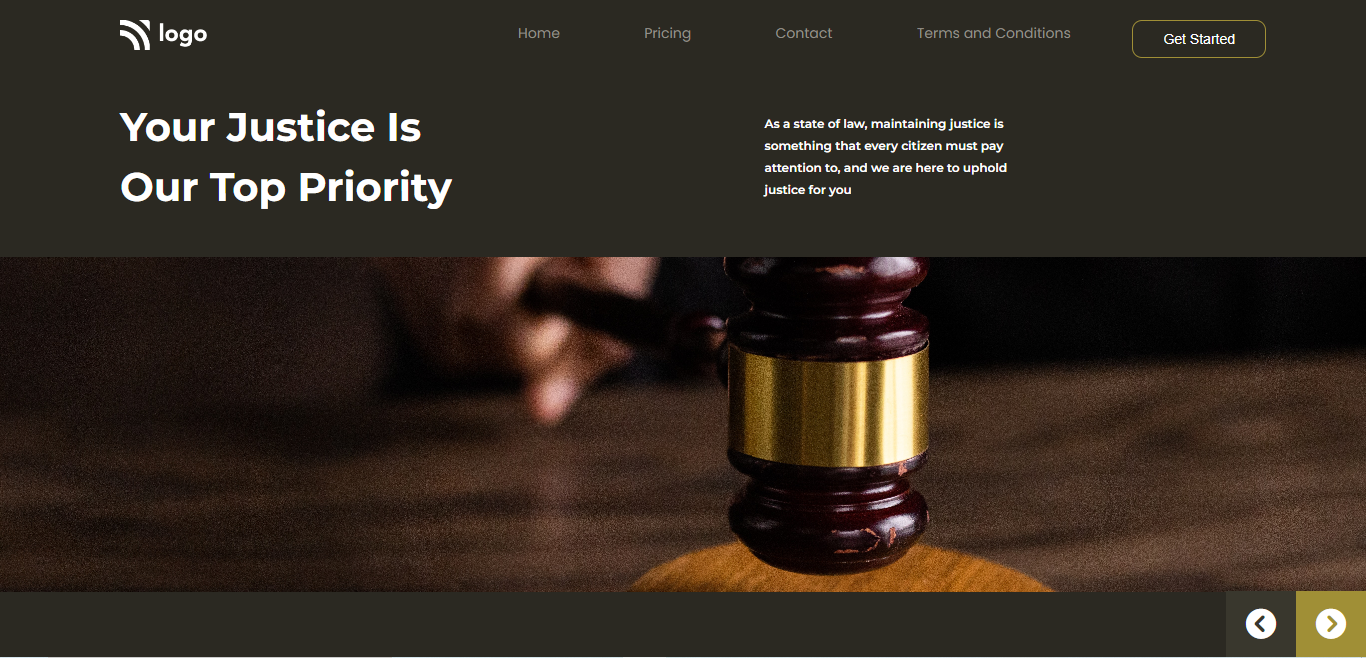 logo
Home
Pricing
Contact
Terms and Conditions
Get Started
Your Justice Is
Our Top Priority
As a state of law, maintaining justice is
something that every citizen must pay
attention to, and we are here to uphold
justice for you